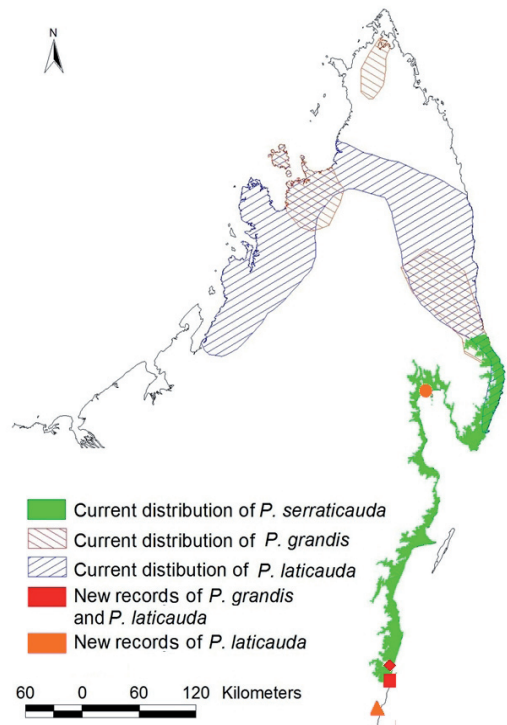 N
Current distribution of P. serraticauda
Current distribution of P. grandis
Current distibution of P. laticauda
New records of P. grandis
and P. laticauda
New records of P. laticauda
60 0 60 120 Kilometers